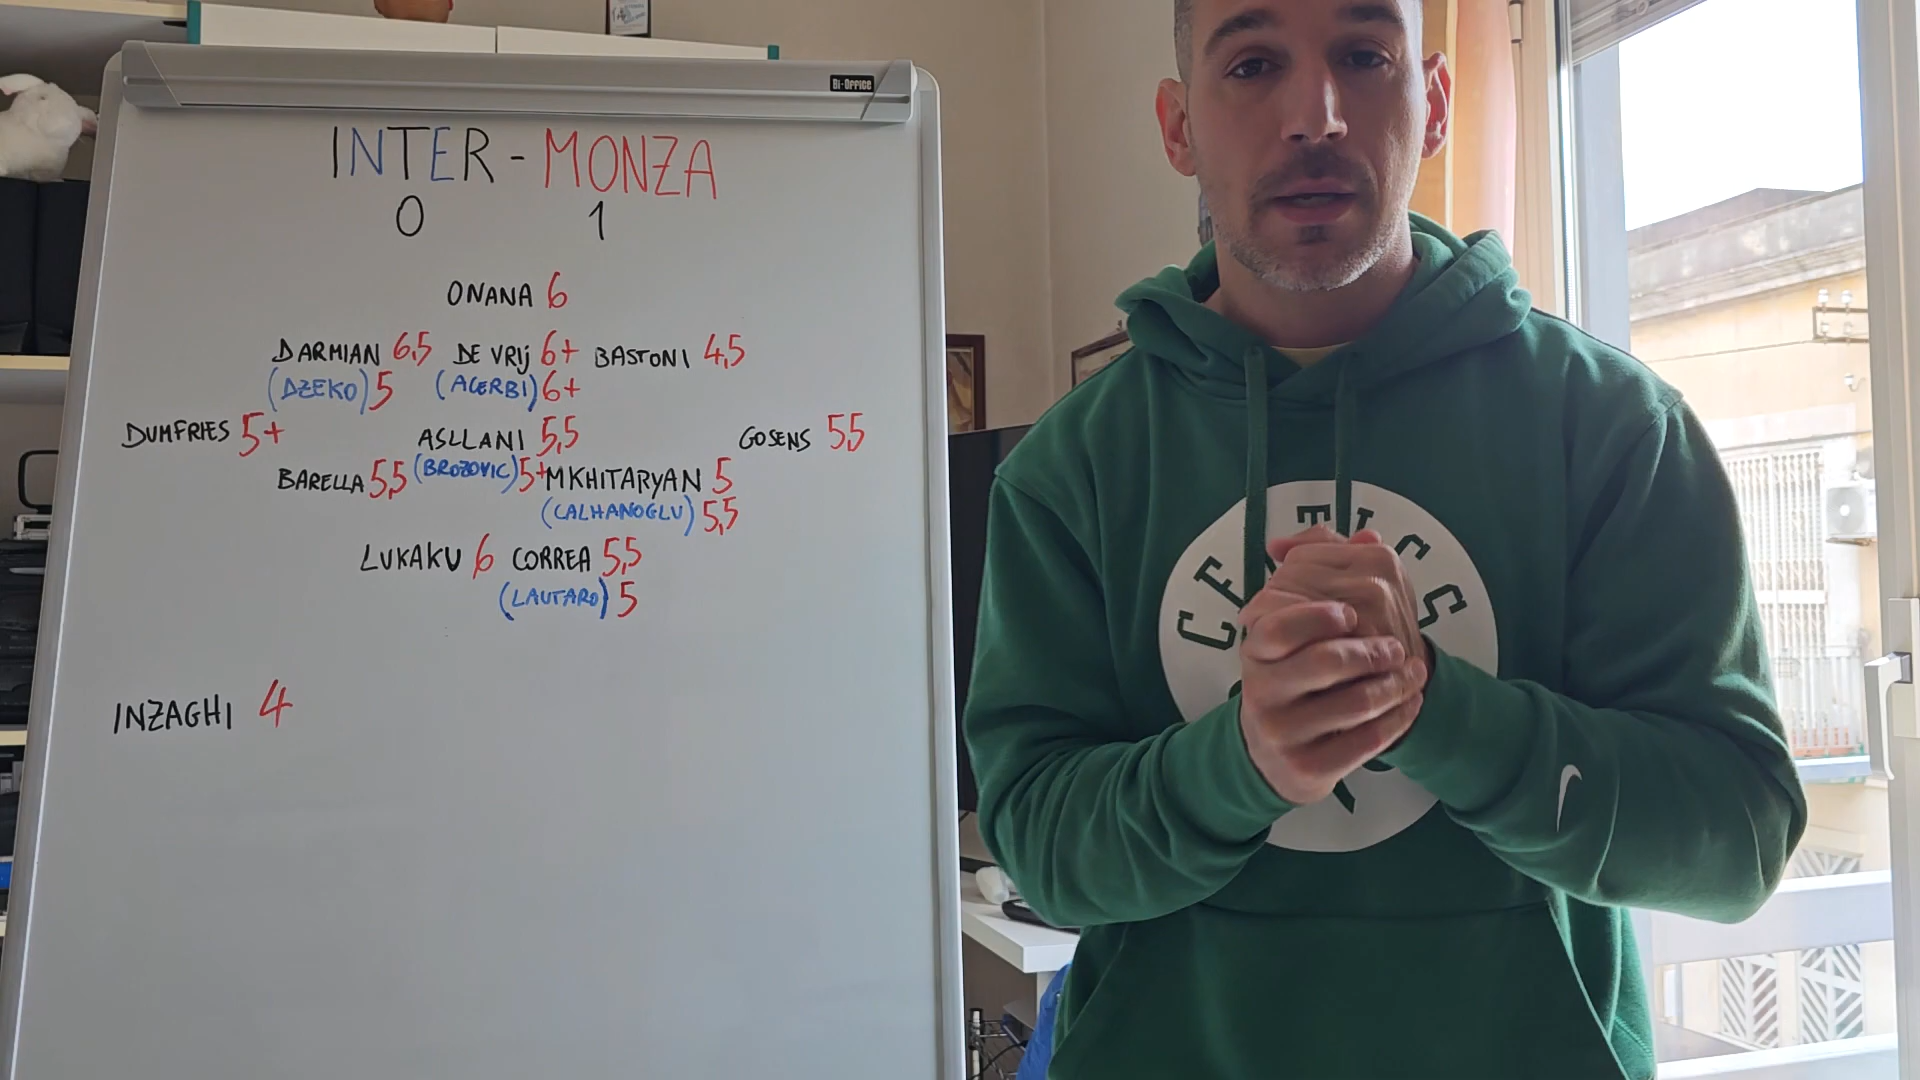 Bi-Office
INTER - MONZA
0 1
ONANA 6
DARMIAN 6,5 DE VRIJ 6+ BASTONI 4,5
(DZEKO) 5 (ACERBI) 6+
DUMFRIES 5+ ASLLANI 5,5 GOSENS 5,5
BARELLA 5,5 (BROZOVIC) 5+ MKHITARYAN 5
(CALHANOGLU) 5,5
LUKAKU 6 CORREA 5,5
(LAUTARO) 5
INZAGHI 4